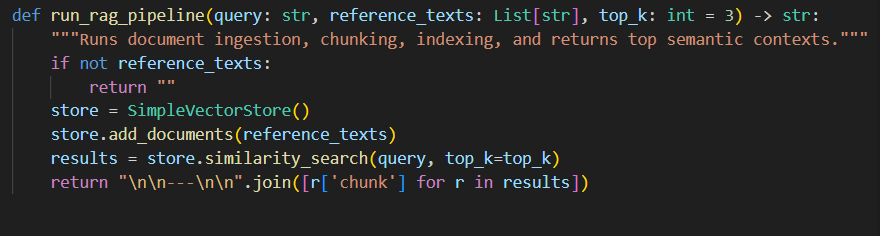 def run_rag_pipeline(query: str, reference_texts: List[str], top_k: int = 3) -> str:
    """Runs document ingestion, chunking, indexing, and returns top semantic contexts."""
    if not reference_texts:
        return ""
    store = SimpleVectorStore()
    store.add_documents(reference_texts)
    results = store.similarity_search(query, top_k=top_k)
    return "\n\n---\n\n".join([r['chunk'] for r in results])